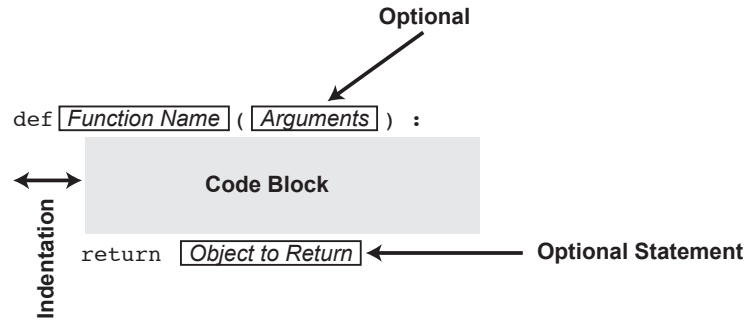 Optional
def Function Name ( Arguments ) :
Code Block
Indentation
return Object to Return
Optional Statement